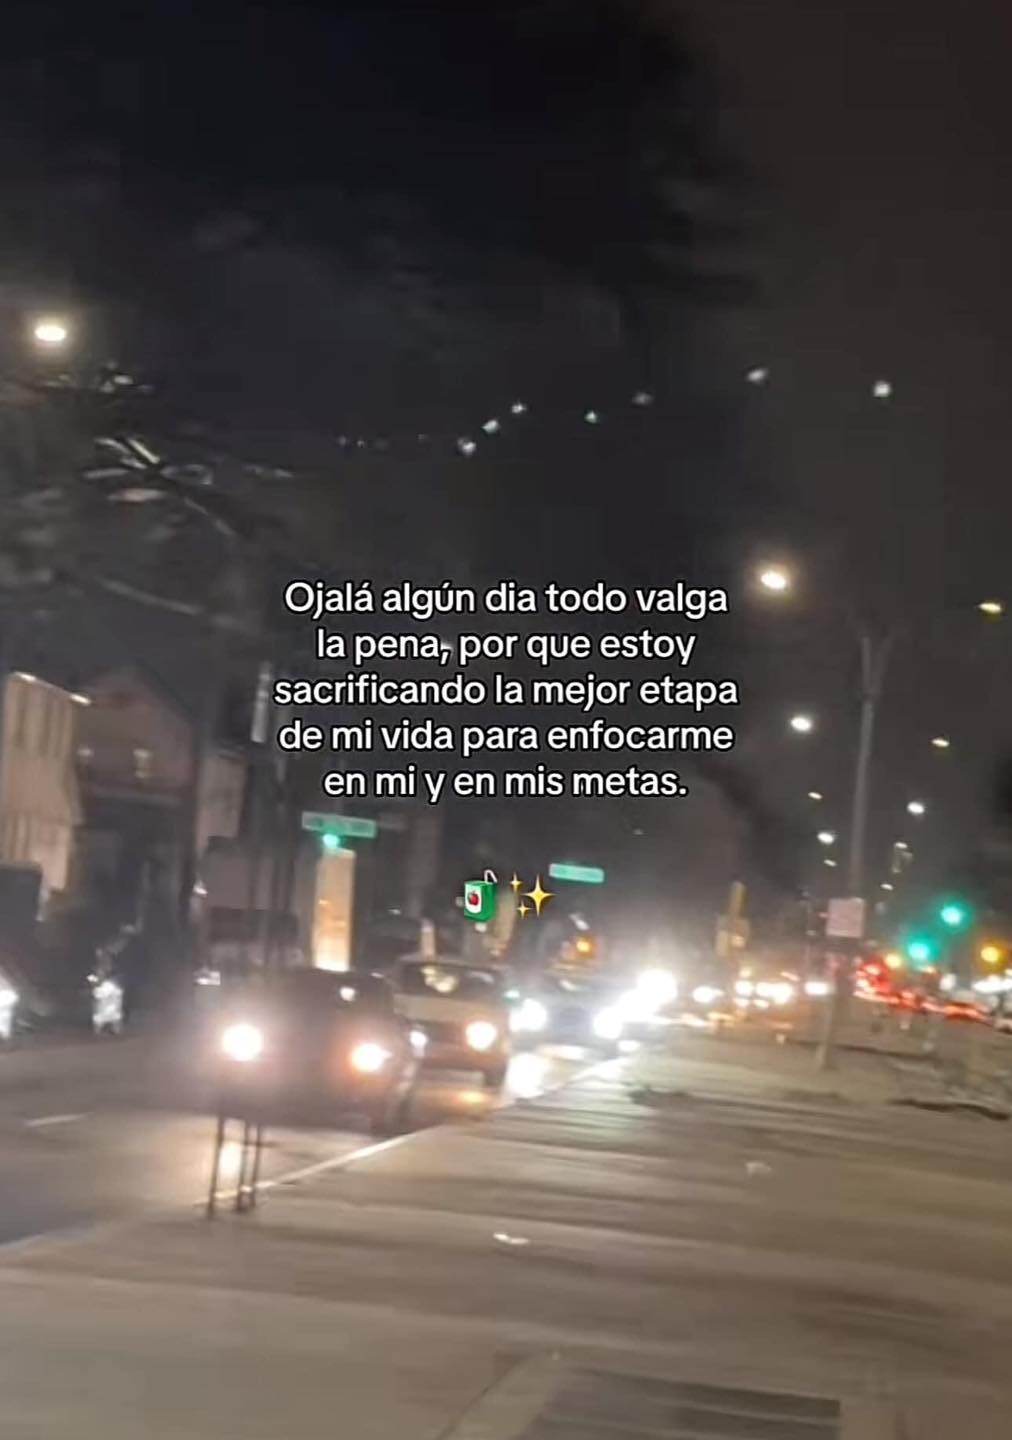 Ojalá algún dia todo valga
la pena, por que estoy
sacrificando la mejor etapa
de mi vida para enfocarme
en mi y en mis metas.